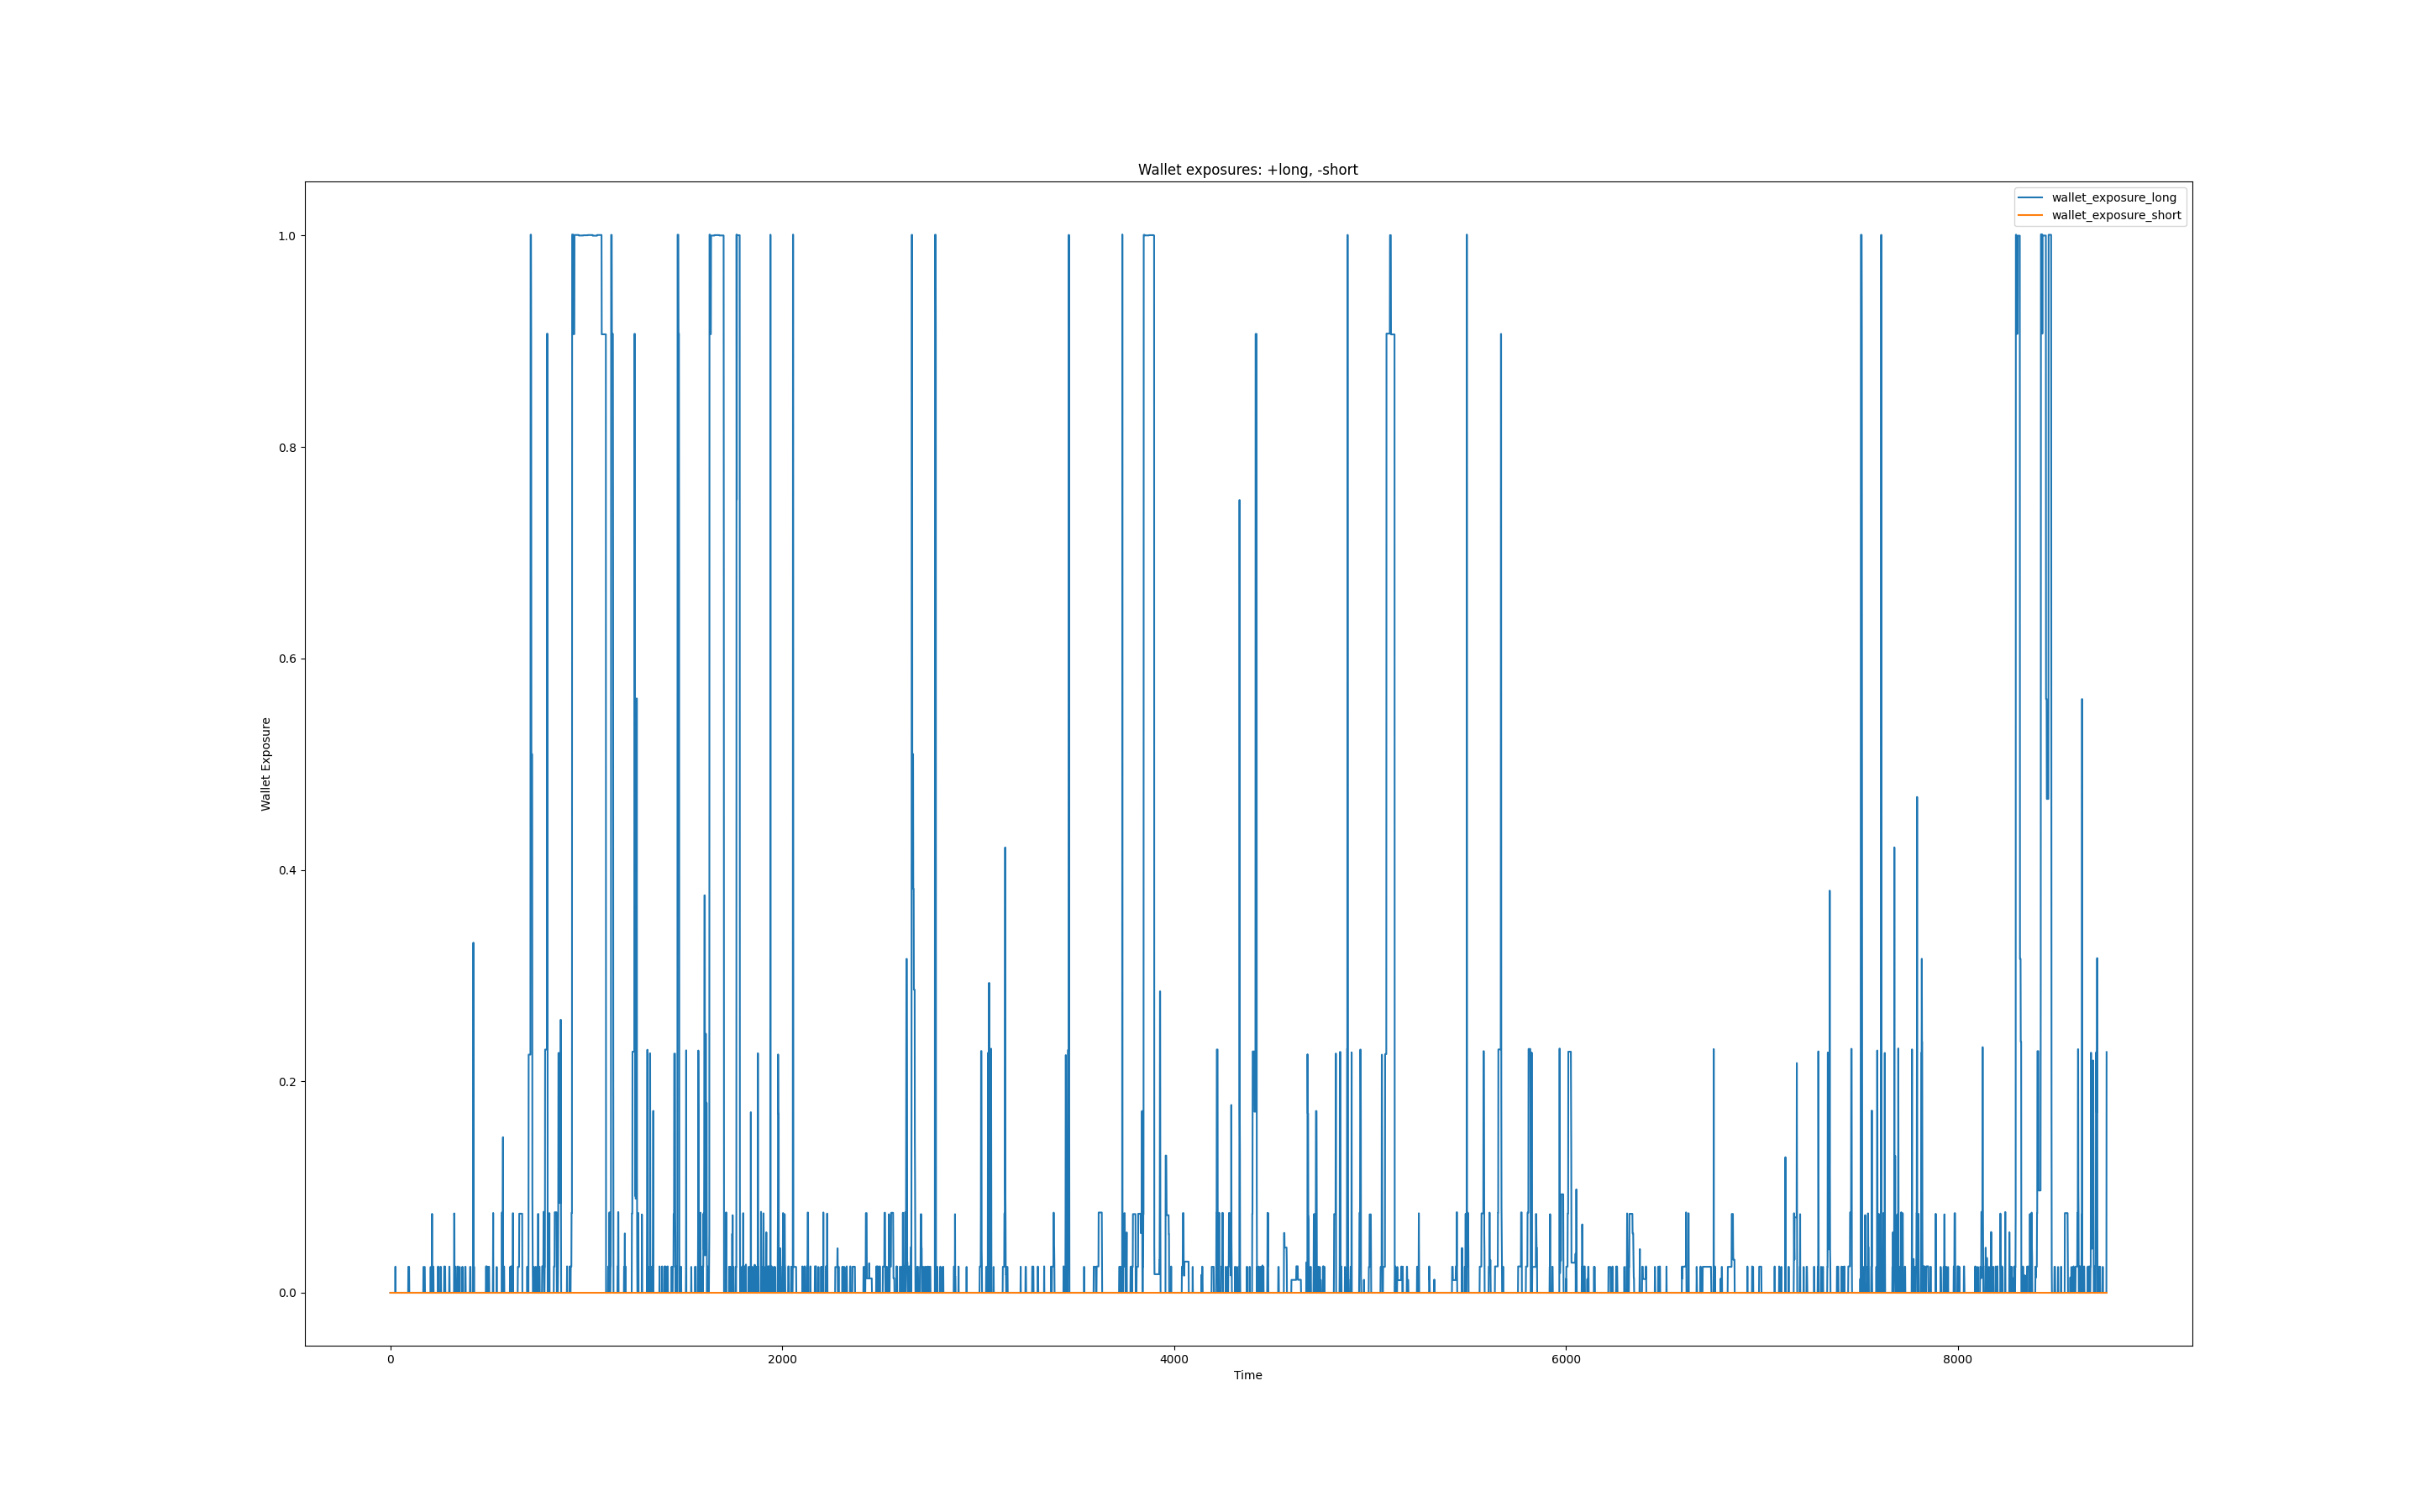 Wallet exposures: +long, -short
wallet_exposure_long
wallet_exposure_short
1.0
0.8
0.6
0.4
0.2
0.0
Wallet Exposure
0 2000 4000 6000 8000
Time